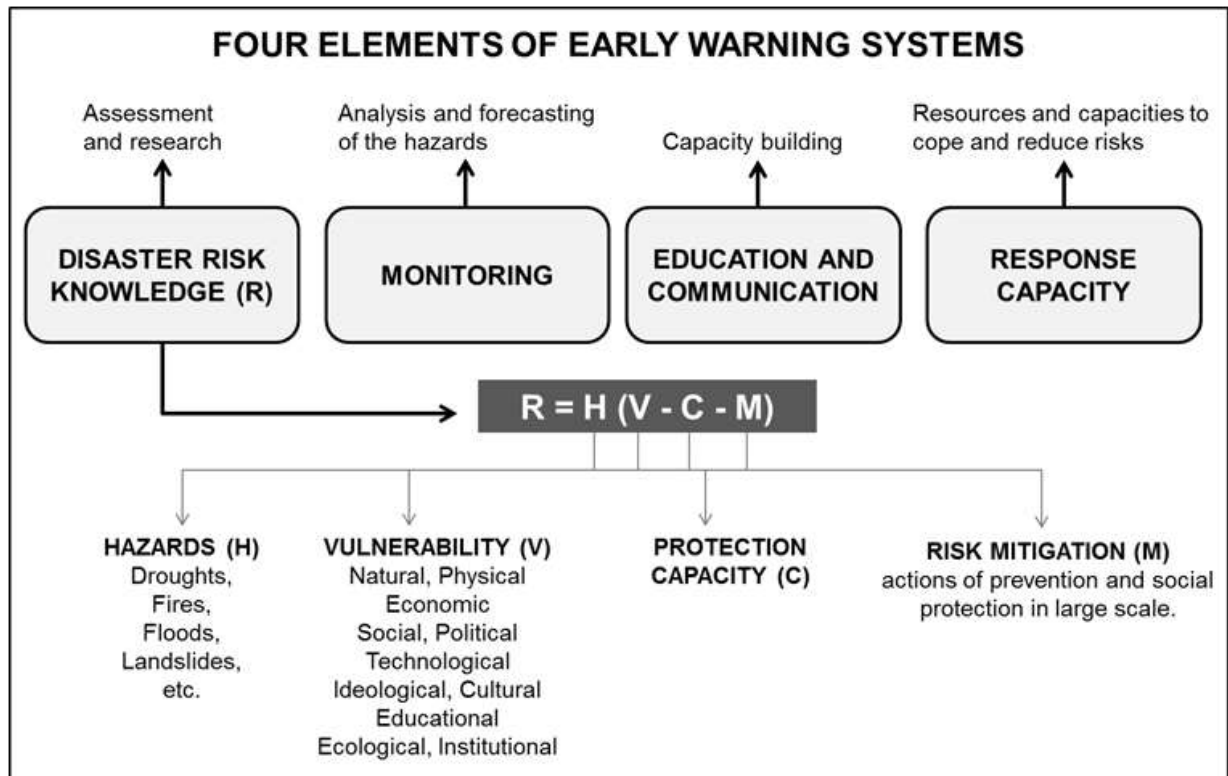 FOUR ELEMENTS OF EARLY WARNING SYSTEMS
Assessment
and research
Analysis and forecasting
of the hazards
Capacity building
Resources and capacities to
cope and reduce risks
DISASTER RISK
KNOWLEDGE (R)
MONITORING
EDUCATION AND
COMMUNICATION
RESPONSE
CAPACITY
R = H (V - C - M)
HAZARDS (H)
Droughts,
Fires,
Floods,
Landslides,
etc.
VULNERABILITY (V)
Natural, Physical
Economic
Social, Political
Technological
Ideological, Cultural
Educational
Ecological, Institutional
PROTECTION
CAPACITY (C)
RISK MITIGATION (M)
actions of prevention and social
protection in large scale.